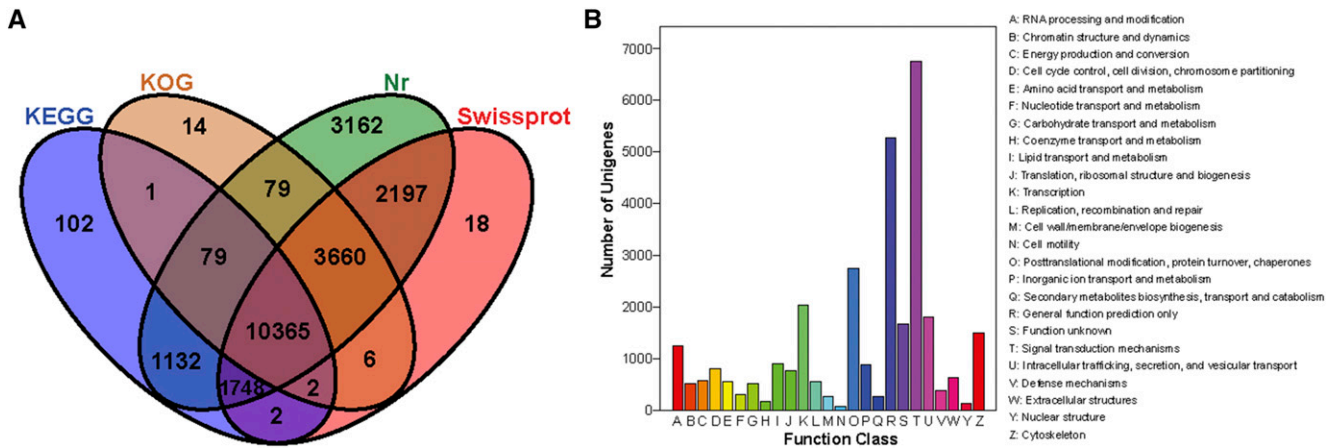 A
KEGG
KOG
Nr
Swissprot
14
3162
1
79
2197
102
18
79
3660
10365
1132
6
1748
2
2
B
Number of Unigenes
7000
6000
5000
4000
3000
2000
1000
0
A B C D E F G H I J K L M N O P Q R S T U V W Y Z
Function Class
A: RNA processing and modification
B: Chromatin structure and dynamics
C: Energy production and conversion
D: Cell cycle control, cell division, chromosome partitioning
E: Amino acid transport and metabolism
F: Nucleotide transport and metabolism
G: Carbohydrate transport and metabolism
H: Coenzyme transport and metabolism
I: Lipid transport and metabolism
J: Translation, ribosomal structure and biogenesis
K: Transcription
L: Replication, recombination and repair
M: Cell wall/membrane/envelope biogenesis
N: Cell motility
O: Posttranslational modification, protein turnover, chaperones
P: Inorganic ion transport and metabolism
Q: Secondary metabolites biosynthesis, transport and catabolism
R: General function prediction only
S: Function unknown
T: Signal transduction mechanisms
U: Intracellular trafficking, secretion, and vesicular transport
V: Defense mechanisms
W: Extracellular structures
Y: Nuclear structure
Z: Cytoskeleton